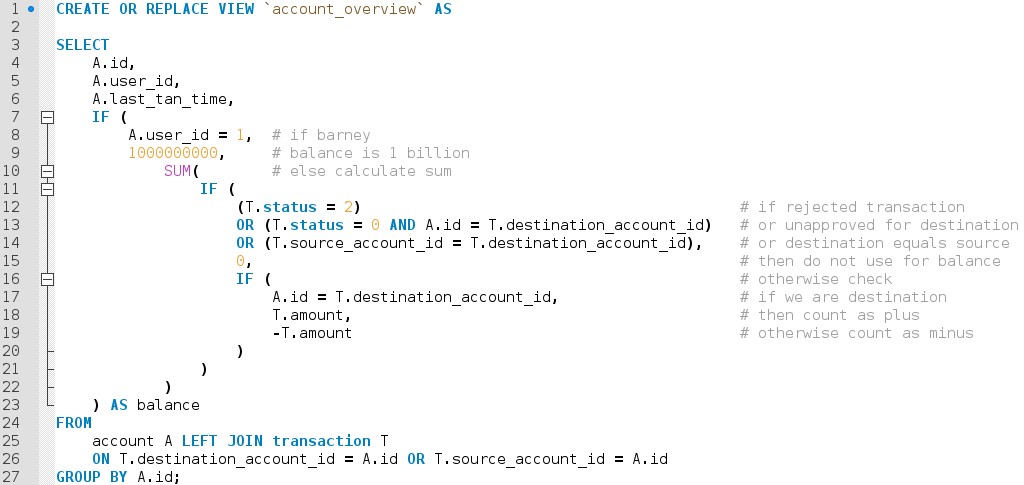 1 CREATE OR REPLACE VIEW `account_overview` AS
2
3 SELECT
4 A.id,
5 A.user_id,
6 A.last_tan_time,
7 IF (
8 A.user_id = 1, # if barney
9 1000000000, # balance is 1 billion
10 SUM( # else calculate sum
11 IF (
12 (T.status = 2) # if rejected transaction
13 OR (T.status = 0 AND A.id = T.destination_account_id) # or unapproved for destination
14 OR (T.source_account_id = T.destination_account_id), # or destination equals source
15 0, # then do not use for balance
16 IF ( # otherwise check
17 A.id = T.destination_account_id, # if we are destination
18 T.amount, # then count as plus
19 -T.amount # otherwise count as minus
20 )
21 )
22 )
23 ) AS balance
24 FROM
25 account A LEFT JOIN transaction T
26 ON T.destination_account_id = A.id OR T.source_account_id = A.id
27 GROUP BY A.id;